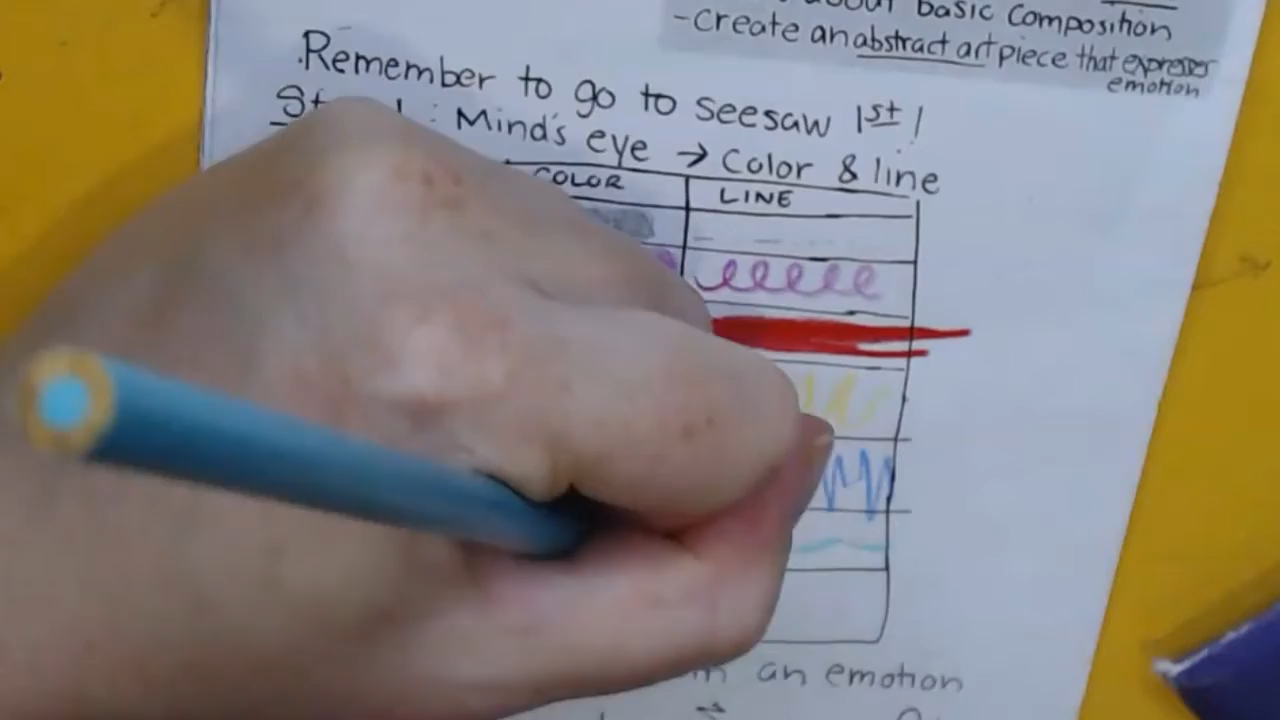 about basic composition
-create an abstract art piece that expresses
emotion
Remember to go to seesaw 1st!
: Mind's eye → Color & line
COLOR LINE
an emotion